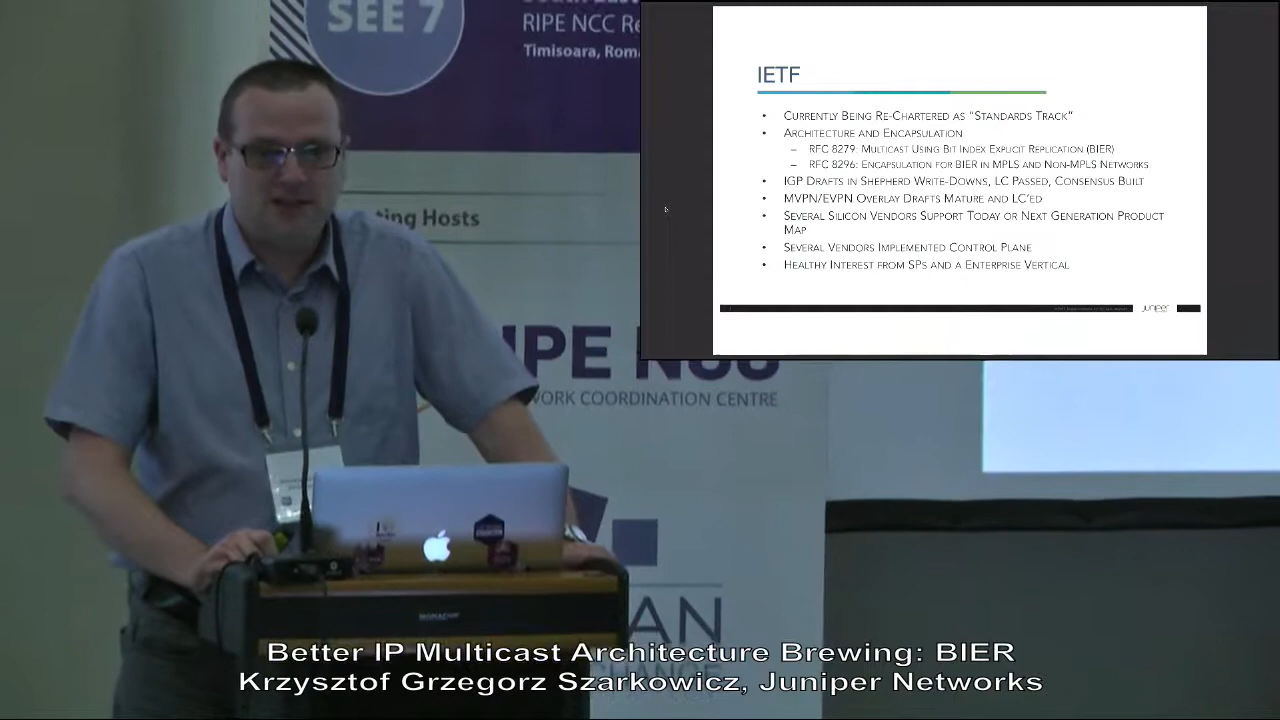 SEE 7
RIPE NCC Re
Timisoara, Roma
ting Hosts
IPE NCC
WORK COORDINATION CENTRE
AN
IETF
• Currently Being Re-Chartered as "Standards Track"
• Architecture and Encapsulation
– RFC 8279: Multicast Using Bit Index Explicit Replication (BIER)
– RFC 8296: Encapsulation for BIER in MPLS and Non-MPLS Networks
• IGP Drafts in Shepherd Write-Downs, LC Passed, Consensus Built
• MVPN/EVPN Overlay Drafts Mature and LC'ed
• Several Silicon Vendors Support Today or Next Generation Product
Map
• Several Vendors Implemented Control Plane
• Healthy Interest from SPs and a Enterprise Vertical
Juniper
Better IP Multicast Architecture Brewing: BIER
Krzysztof Grzegorz Szarkowicz, Juniper Networks